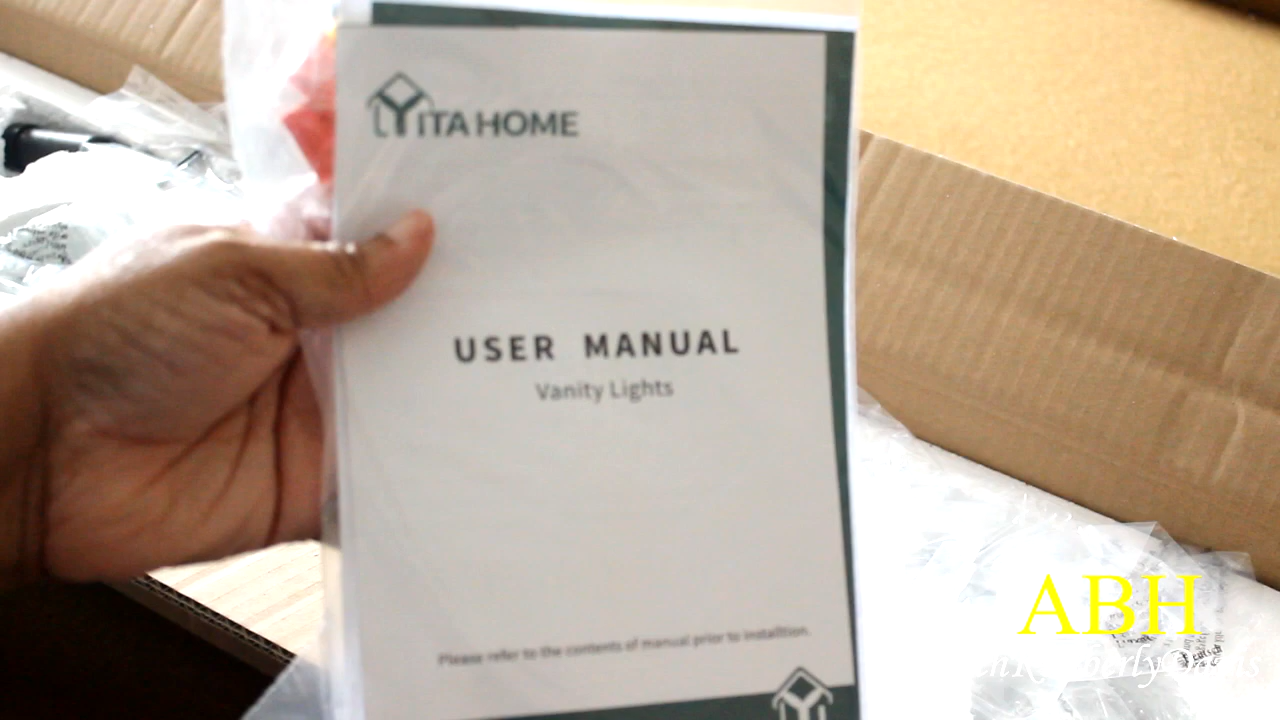 YITA HOME
USER MANUAL
Vanity Lights
Please refer to the contents of manual prior to installtion.
ABH